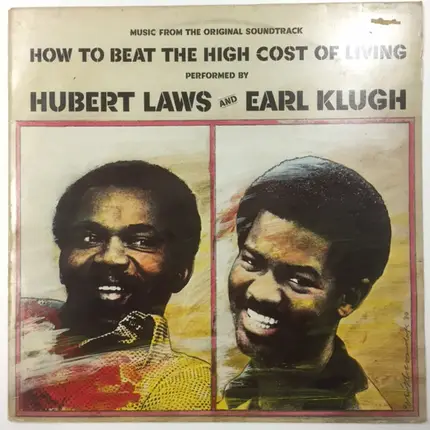 MUSIC FROM THE ORIGINAL SOUNDTRACK
HOW TO BEAT THE HIGH COST OF LIVING
PERFORMED BY
HUBERT LAWS AND EARL KLUGH